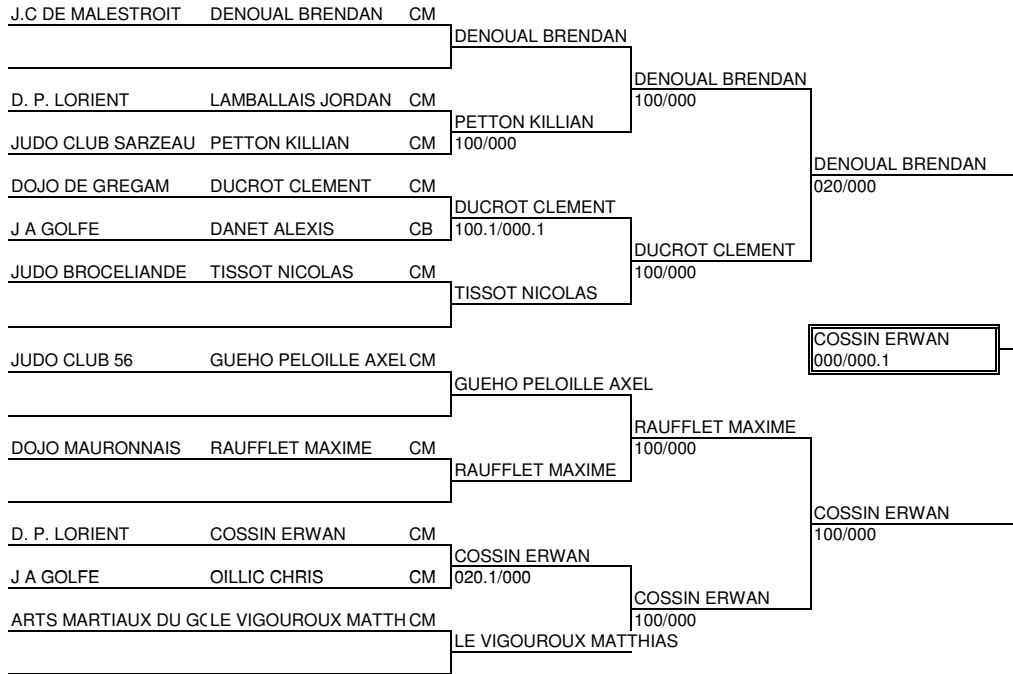 J.C DE MALESTROIT DENOUAL BRENDAN CM
DENOUAL BRENDAN
DENOUAL BRENDAN
D. P. LORIENT LAMBALLAIS JORDAN CM
100/000
PETTON KILLIAN
JUDO CLUB SARZEAU PETTON KILLIAN CM
100/000
DENOUAL BRENDAN
DOJO DE GREGAM DUCROT CLEMENT CM
020/000
DUCROT CLEMENT
J A GOLFE DANET ALEXIS CB
100.1/000.1
DUCROT CLEMENT
JUDO BROCELIANDE TISSOT NICOLAS CM
100/000
TISSOT NICOLAS
COSSIN ERWAN
000/000.1
JUDO CLUB 56 GUEHO PELOILLE AXEL CM
GUEHO PELOILLE AXEL
RAUFFLET MAXIME
DOJO MAURONNAIS RAUFFLET MAXIME CM
100/000
RAUFFLET MAXIME
COSSIN ERWAN
D. P. LORIENT COSSIN ERWAN CM
100/000
COSSIN ERWAN
J A GOLFE OILLIC CHRIS CM
020.1/000
COSSIN ERWAN
ARTS MARTIAUX DU GO LE VIGOUROUX MATTH CM
100/000
LE VIGOUROUX MATTHIAS